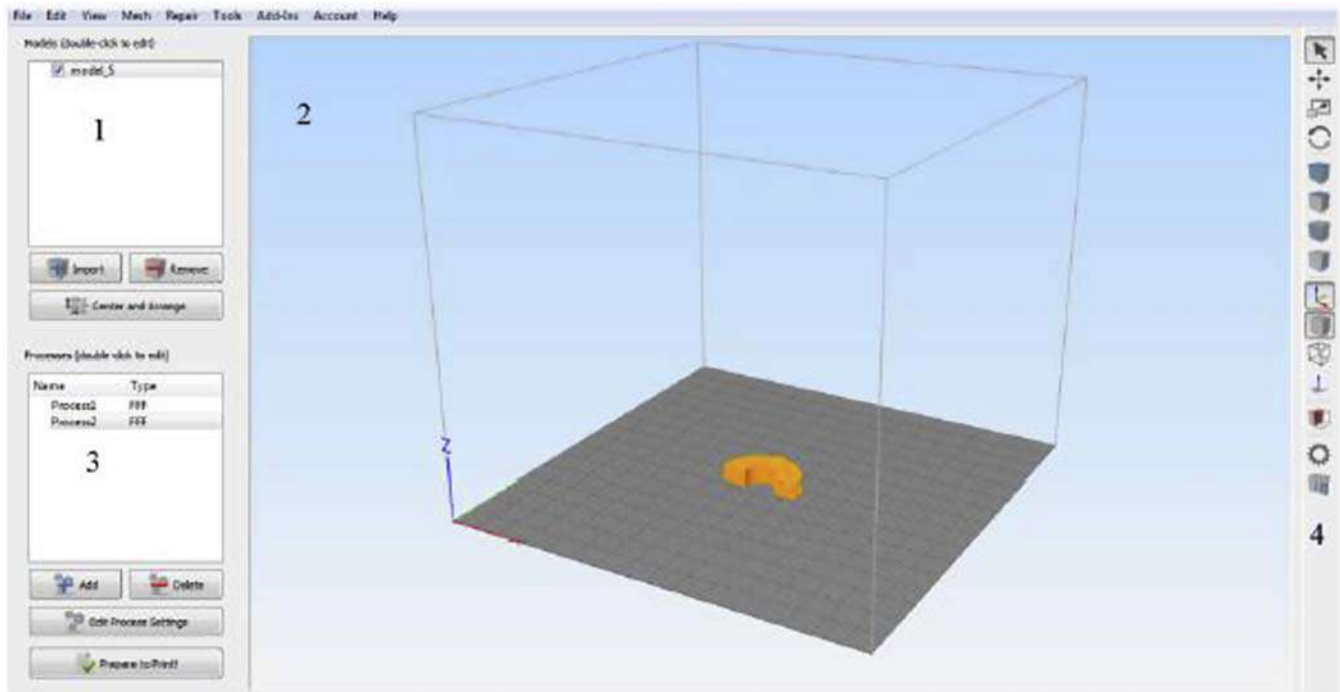 File Edit View Mesh Repair Tools Add-Ins Account Help
Models (double-click to edit)
model_S
1
2
Import Remove
Center and Arrange
Processes (double-click to edit)
Name Type
Process1 FFF
Process2 FFF
3
Z
Add Delete
Edit Process Settings
4
Prepare to Print!